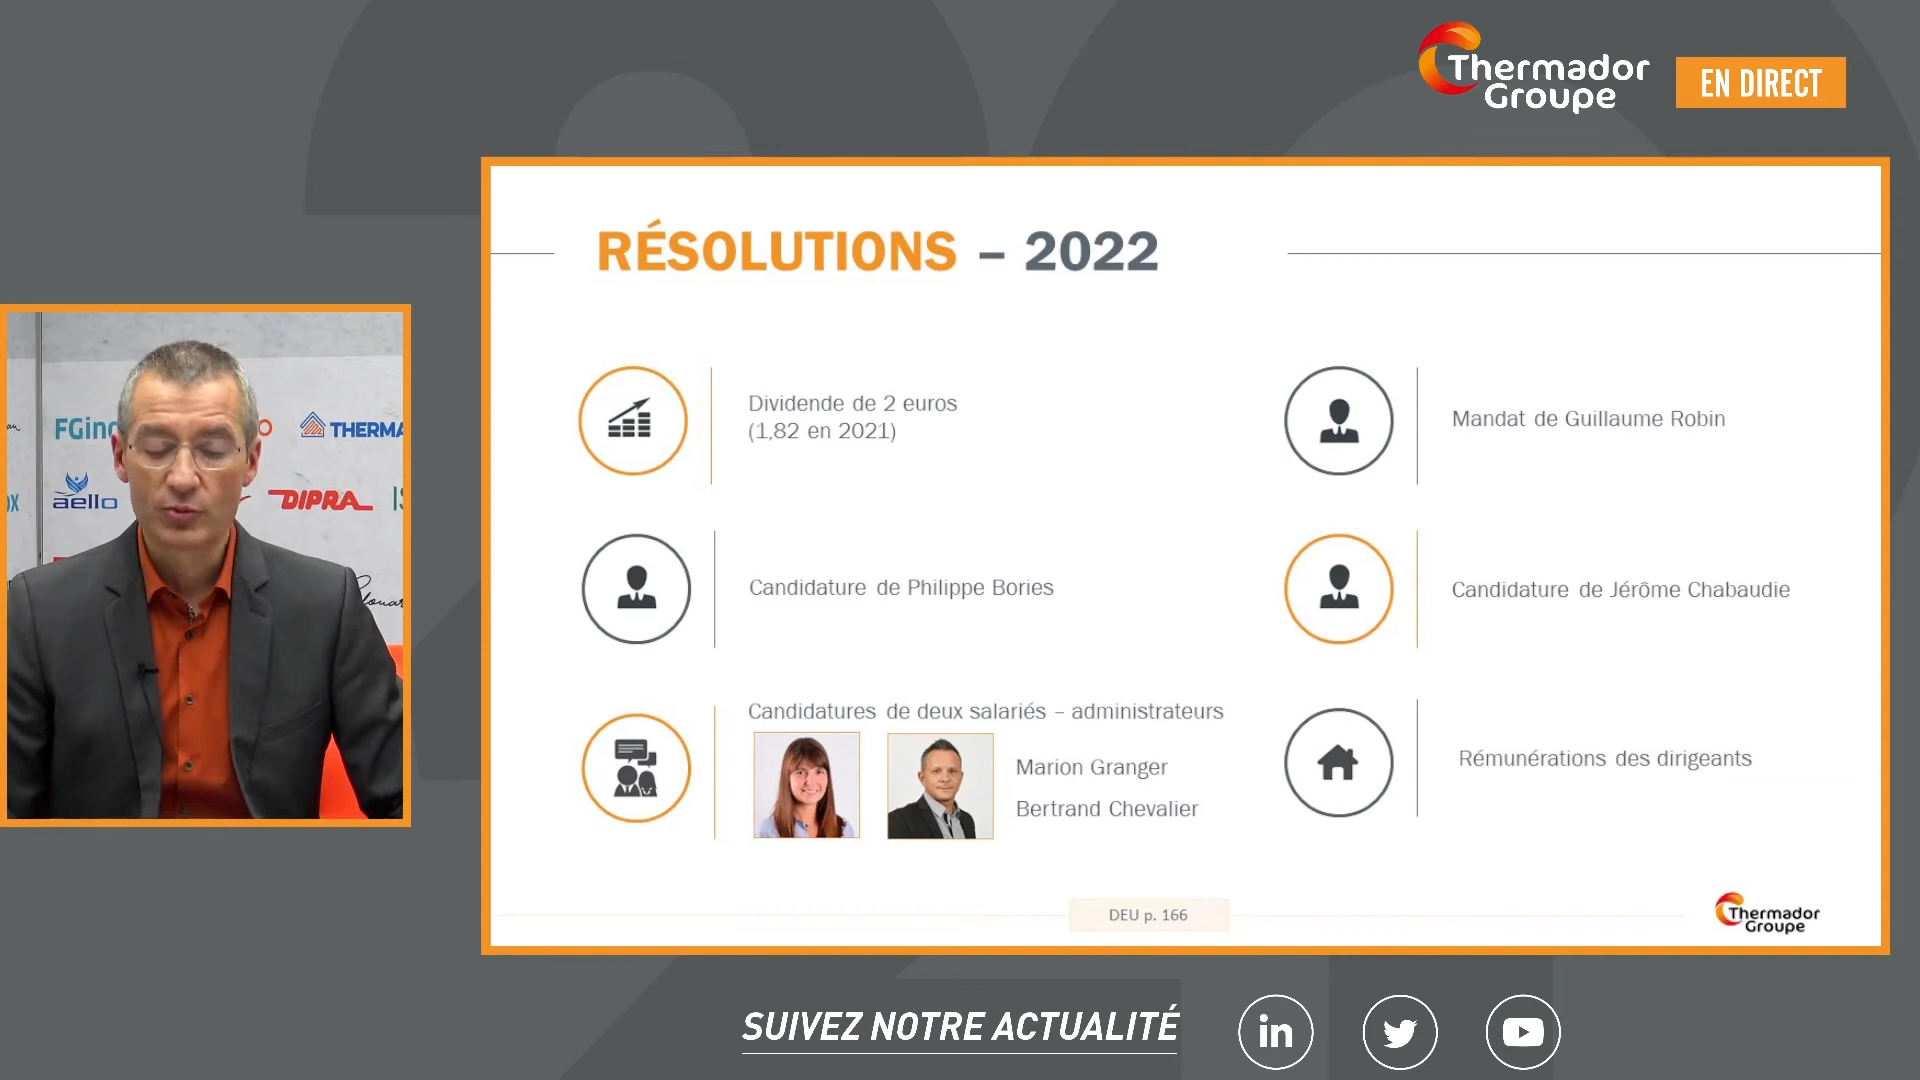 Thermador
Groupe
EN DIRECT
RÉSOLUTIONS – 2022
Dividende de 2 euros
(1,82 en 2021)
Mandat de Guillaume Robin
Candidature de Philippe Bories
Candidature de Jérôme Chabaudie
Candidatures de deux salariés – administrateurs
Marion Granger
Bertrand Chevalier
Rémunérations des dirigeants
DEU p. 166
Thermador
Groupe
FGind
THERMA
aello
DIPRA
SUIVEZ NOTRE ACTUALITÉ
in